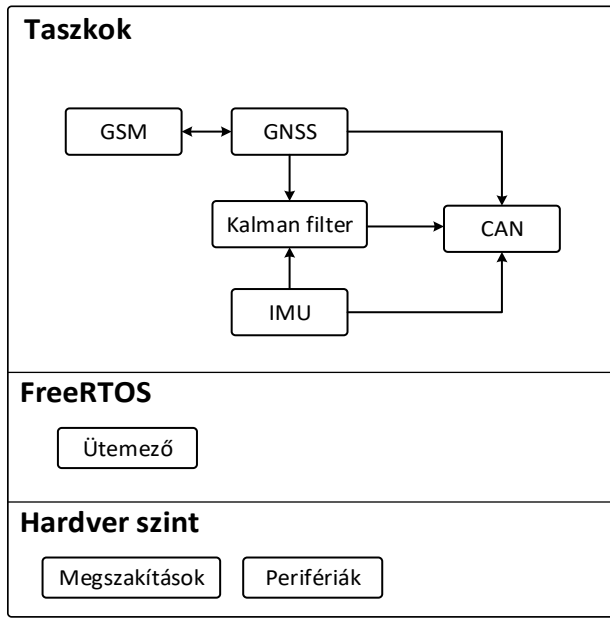 Taszkok
GSM
GNSS
Kalman filter
CAN
IMU
FreeRTOS
Ütemező
Hardver szint
Megszakítások
Perifériák